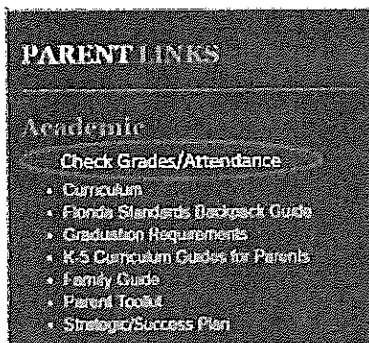 PARENT LINKS
Academic
Check Grades/Attendance
• Curriculum
• Florida Standards Backpack Guide
• Graduation Requirements
• K-5 Curriculum Guides for Parents
• Family Guide
• Parent Toolkit
• Strategic/Success Plan